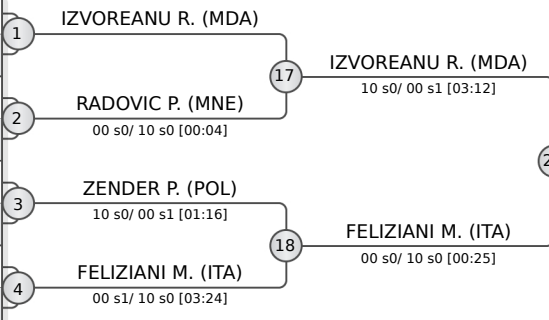 IZVOREANU R. (MDA)
1
17
IZVOREANU R. (MDA)
10 s0/ 00 s1 [03:12]
RADOVIC P. (MNE)
2
00 s0/ 10 s0 [00:04]
ZENDER P. (POL)
3
10 s0/ 00 s1 [01:16]
18
FELIZIANI M. (ITA)
00 s0/ 10 s0 [00:25]
FELIZIANI M. (ITA)
4
00 s1/ 10 s0 [03:24]